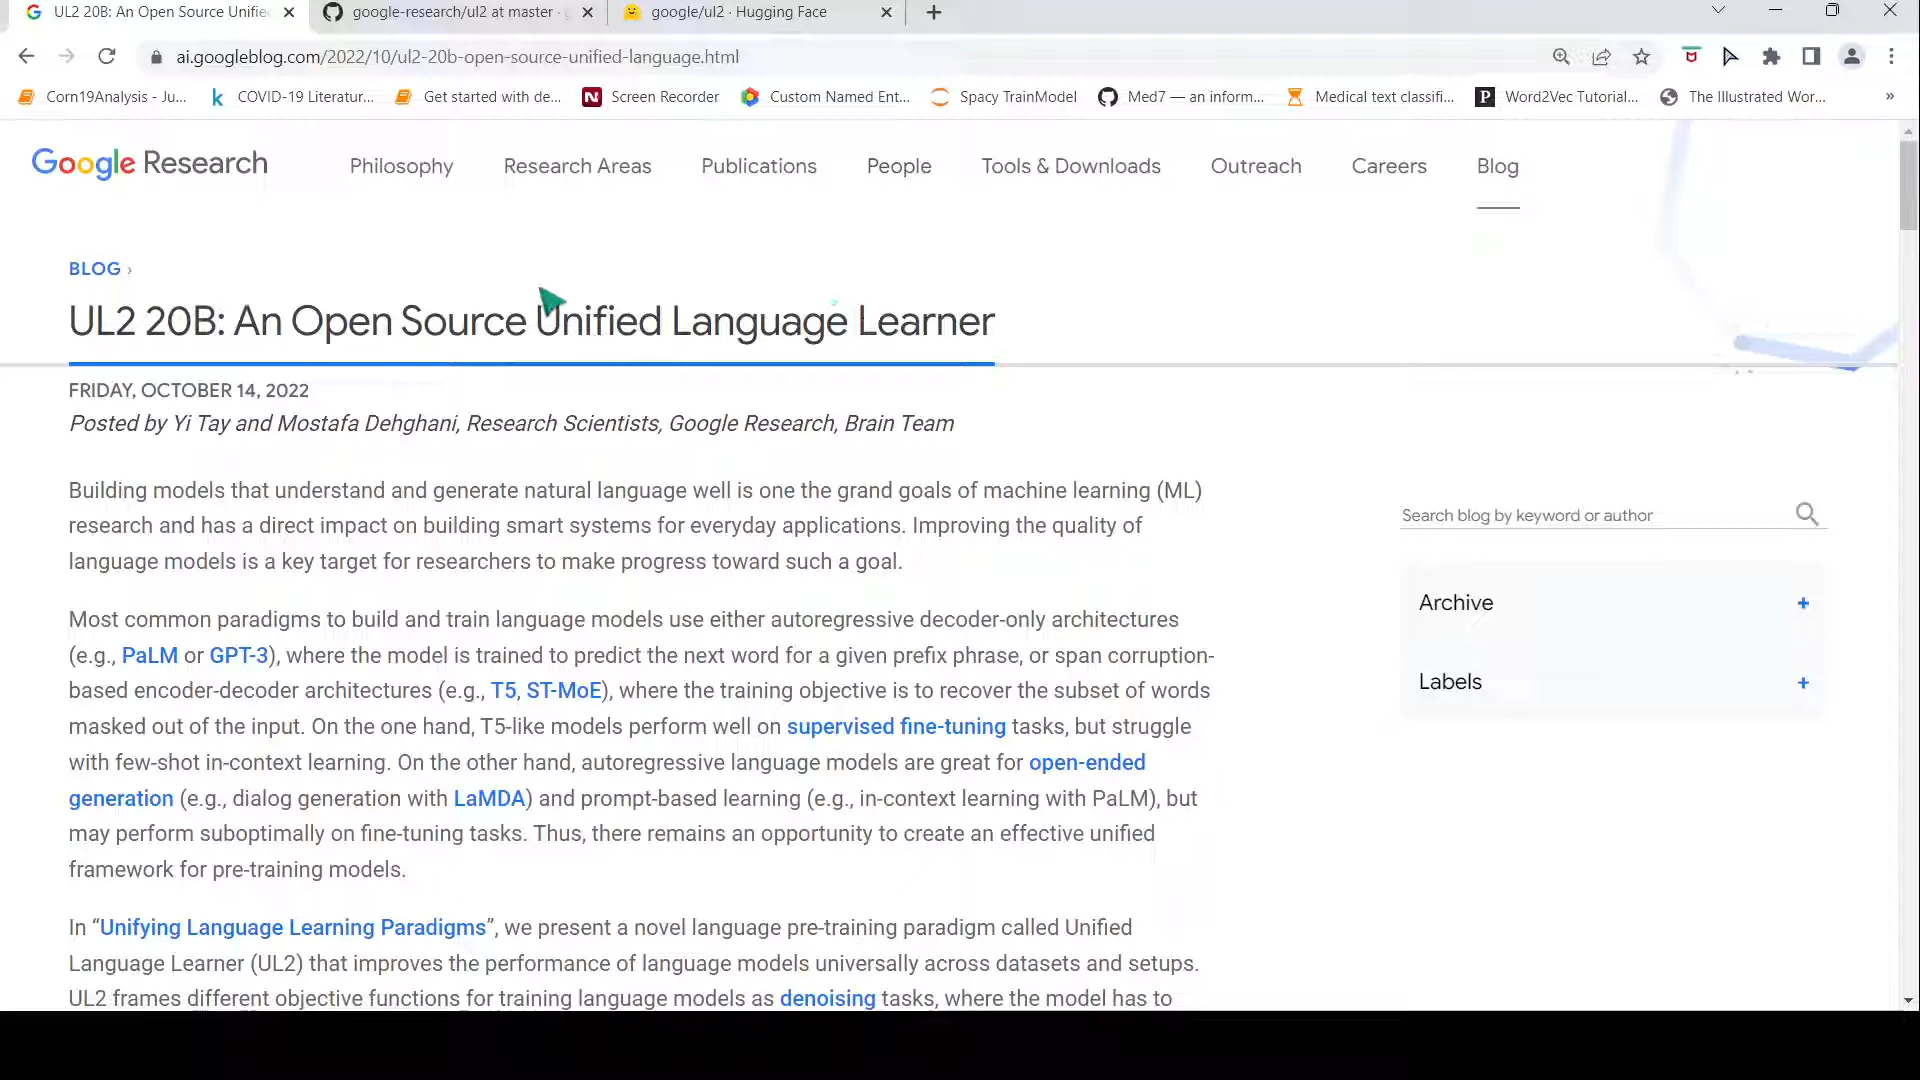 UL2 20B: An Open Source Unifie
google-research/ul2 at master ·
google/ul2 · Hugging Face
ai.googleblog.com/2022/10/ul2-20b-open-source-unified-language.html
Corn19Analysis - Ju...
COVID-19 Literatur...
Get started with de...
Screen Recorder
Custom Named Ent...
Spacy TrainModel
Med7 — an inform...
Medical text classifi...
Word2Vec Tutorial...
The Illustrated Wor...
»
Google Research
Philosophy
Research Areas
Publications
People
Tools & Downloads
Outreach
Careers
Blog
BLOG ›
UL2 20B: An Open Source Unified Language Learner
FRIDAY, OCTOBER 14, 2022
Posted by Yi Tay and Mostafa Dehghani, Research Scientists, Google Research, Brain Team
Building models that understand and generate natural language well is one the grand goals of machine learning (ML)
research and has a direct impact on building smart systems for everyday applications. Improving the quality of
language models is a key target for researchers to make progress toward such a goal.
Most common paradigms to build and train language models use either autoregressive decoder-only architectures
(e.g., PaLM or GPT-3), where the model is trained to predict the next word for a given prefix phrase, or span corruption-
based encoder-decoder architectures (e.g., T5, ST-MoE), where the training objective is to recover the subset of words
masked out of the input. On the one hand, T5-like models perform well on supervised fine-tuning tasks, but struggle
with few-shot in-context learning. On the other hand, autoregressive language models are great for open-ended
generation (e.g., dialog generation with LaMDA) and prompt-based learning (e.g., in-context learning with PaLM), but
may perform suboptimally on fine-tuning tasks. Thus, there remains an opportunity to create an effective unified
framework for pre-training models.
In “Unifying Language Learning Paradigms”, we present a novel language pre-training paradigm called Unified
Language Learner (UL2) that improves the performance of language models universally across datasets and setups.
UL2 frames different objective functions for training language models as denoising tasks, where the model has to
Search blog by keyword or author
Archive +
Labels +